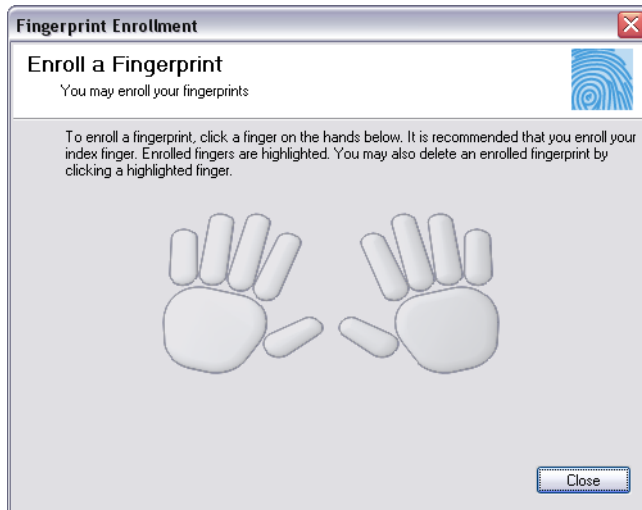 Fingerprint Enrollment
Enroll a Fingerprint
You may enroll your fingerprints
To enroll a fingerprint, click a finger on the hands below. It is recommended that you enroll your
index finger. Enrolled fingers are highlighted. You may also delete an enrolled fingerprint by
clicking a highlighted finger.
Close